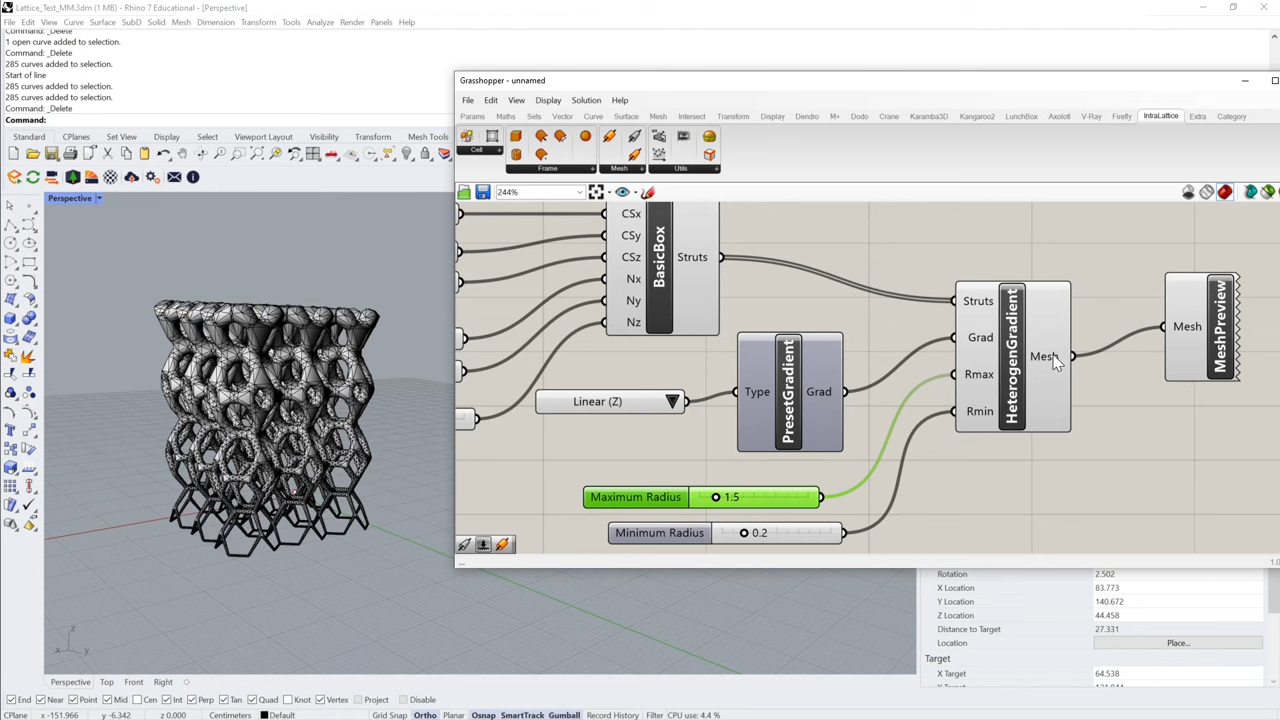 Lattice_Test_MM.3dm (1 MB) - Rhino 7 Educational - [Perspective]
File Edit View Curve Surface SubD Solid Mesh Dimension Transform Tools Analyze Render Panels Help
Command: _Delete
1 open curve added to selection.
Command: _Delete
285 curves added to selection.
Start of line
285 curves added to selection.
285 curves added to selection.
Command: _Delete
Command:
Standard CPlanes Set View Display Select Viewport Layout Visibility Transform Mesh Tools
Perspective
Grasshopper - unnamed
File Edit View Display Solution Help
Params Maths Sets Vector Curve Surface Mesh Intersect Transform Display Dendro M+ Dodo Crane Karamba3D Kangaroo2 LunchBox Axolotl V-Ray Firefly IntraLattice Extra Category
Cell Frame Mesh Utils
244%
CSx
CSy
CSz
Nx
Ny
Nz
BasicBox
Struts
Linear (Z)
Type
PresetGradient
Grad
Struts
Grad
Rmax
Rmin
HeterogenGradient
Mesh
Mesh
MeshPreview
Maximum Radius 1.5
Minimum Radius 0.2
...
1.0
z
x
y
Rotation 2.502
X Location 83.773
Y Location 140.672
Z Location 44.458
Distance to Target 27.331
Location Place...
Target
X Target 64.538
Perspective Top Front Right
End Near Point Mid Cen Int Perp Tan Quad Knot Vertex Project Disable
CPlane x -151.966 y -6.342 z 0.000 Centimeters Default Grid Snap Ortho Planar Osnap SmartTrack Gumball Record History Filter CPU use: 4.4 %